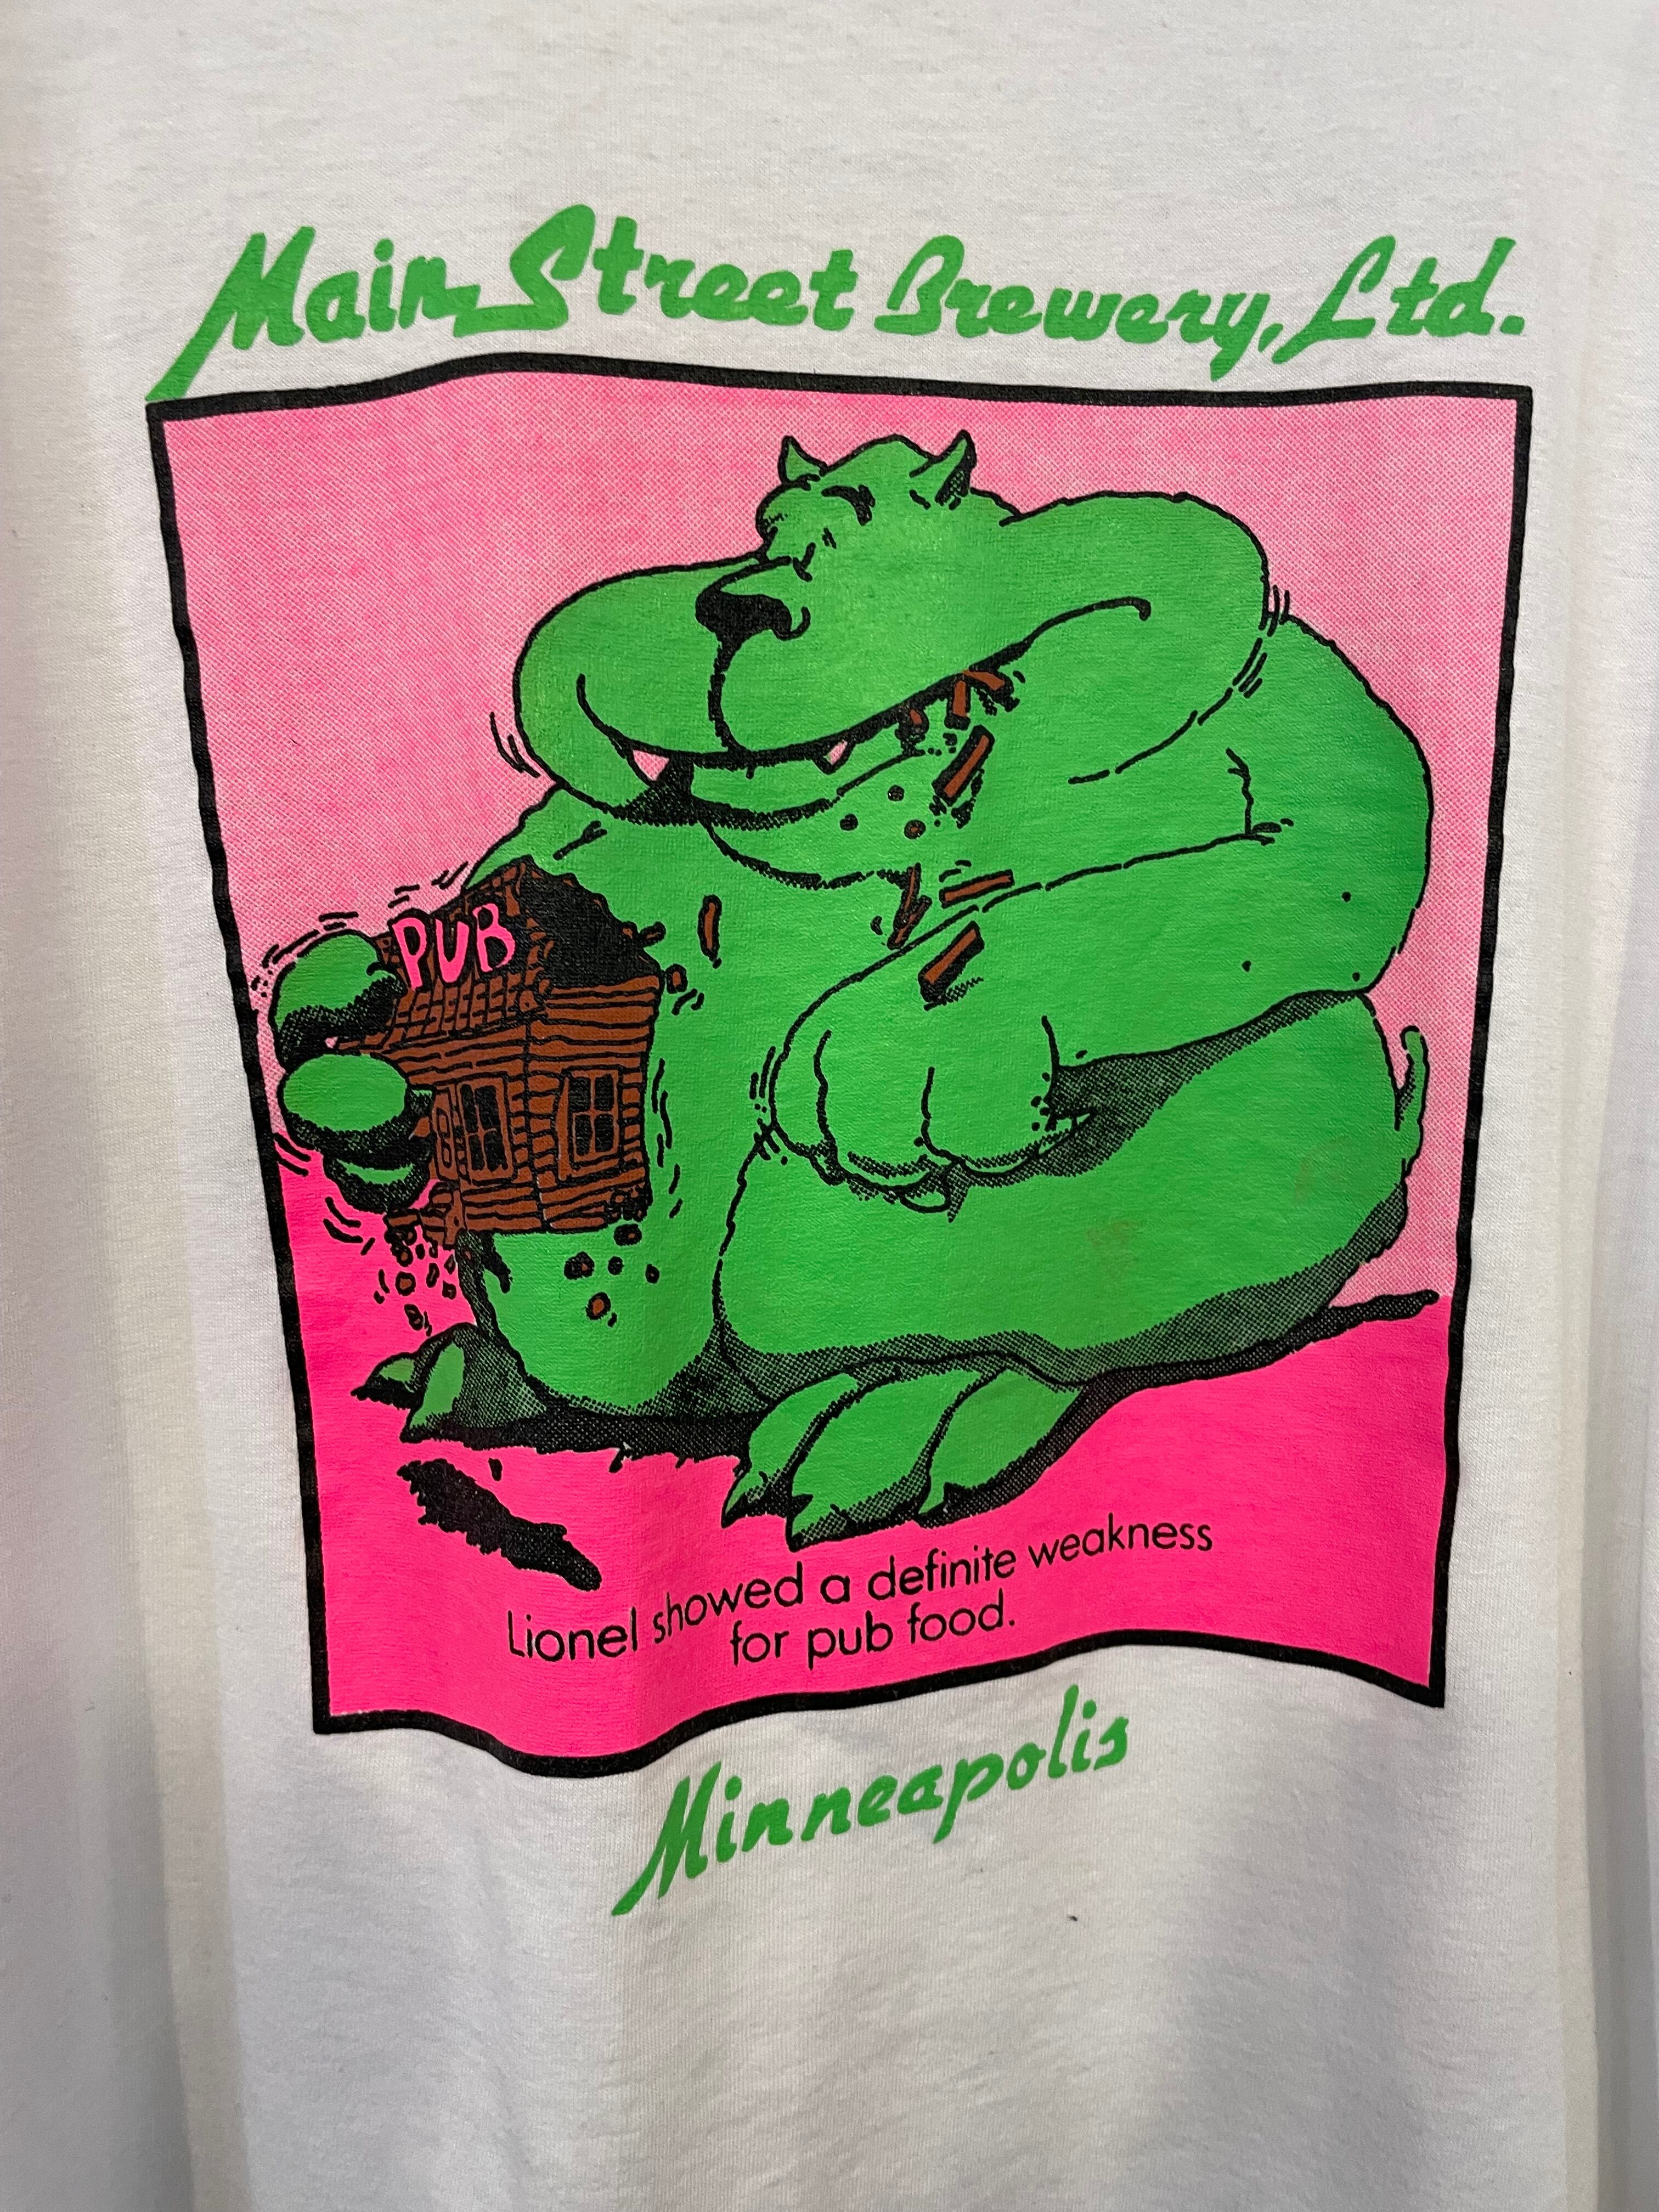 Main Street Brewery, Ltd.
PUB
Lionel showed a definite weakness
for pub food.
Minneapolis